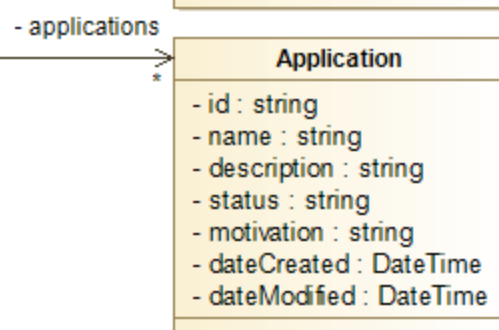 - applications
*
Application
- id : string
- name : string
- description : string
- status : string
- motivation : string
- dateCreated : DateTime
- dateModified : DateTime